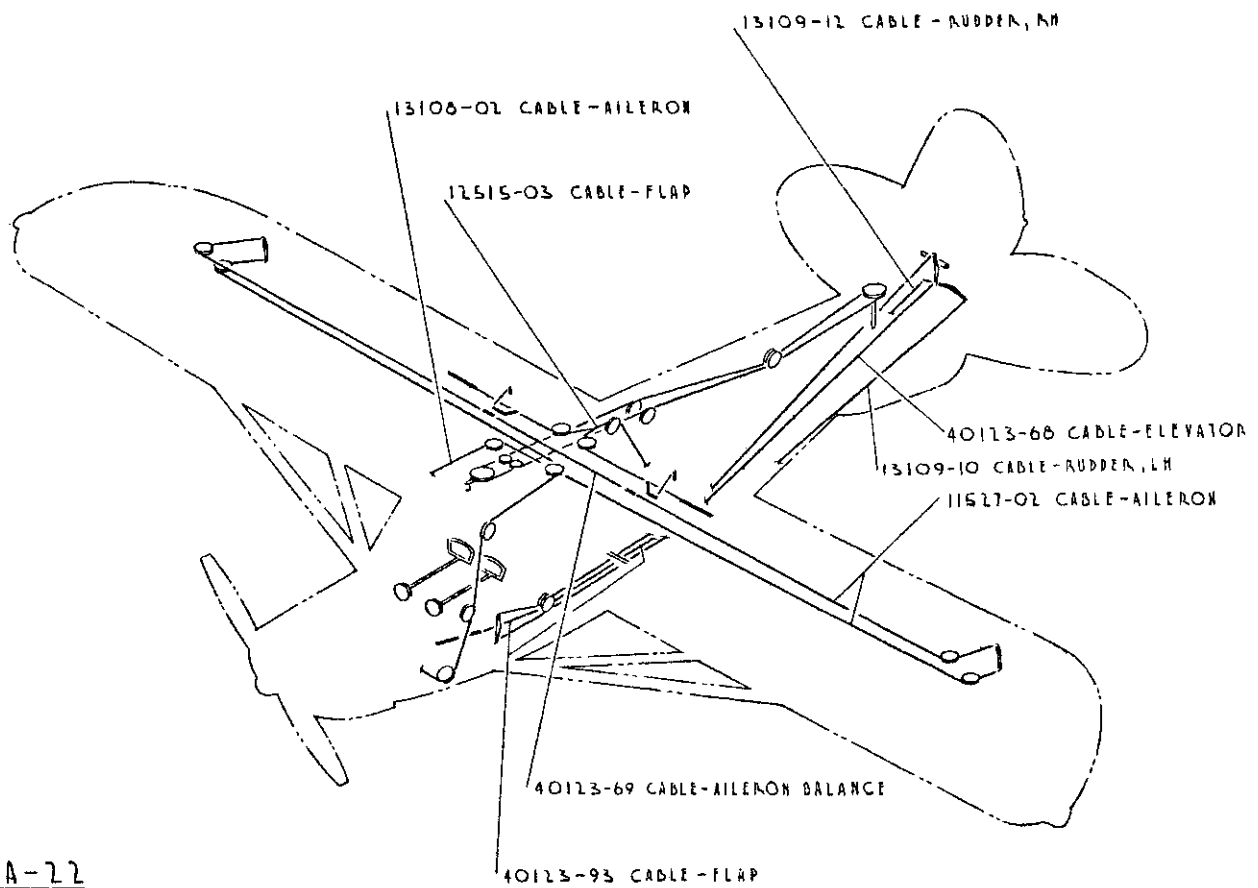 13109-12 CABLE-RUDDER, RH
13108-02 CABLE-AILERON
12515-03 CABLE-FLAP
40123-68 CABLE-ELEVATOR
13109-10 CABLE-RUDDER, LH
11527-02 CABLE-AILERON
40123-69 CABLE-AILERON BALANCE
40123-93 CABLE-FLAP
A-22